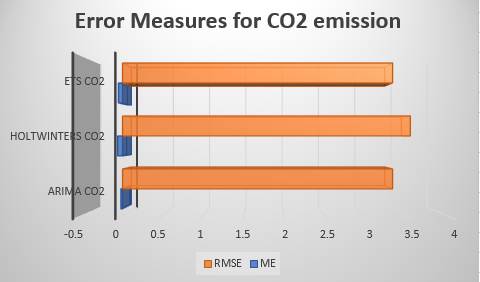 Error Measures for CO2 emission
ETS CO2
HOLTWINTERS CO2
ARIMA CO2
-0.5 0 0.5 1 1.5 2 2.5 3 3.5 4
RMSE ME